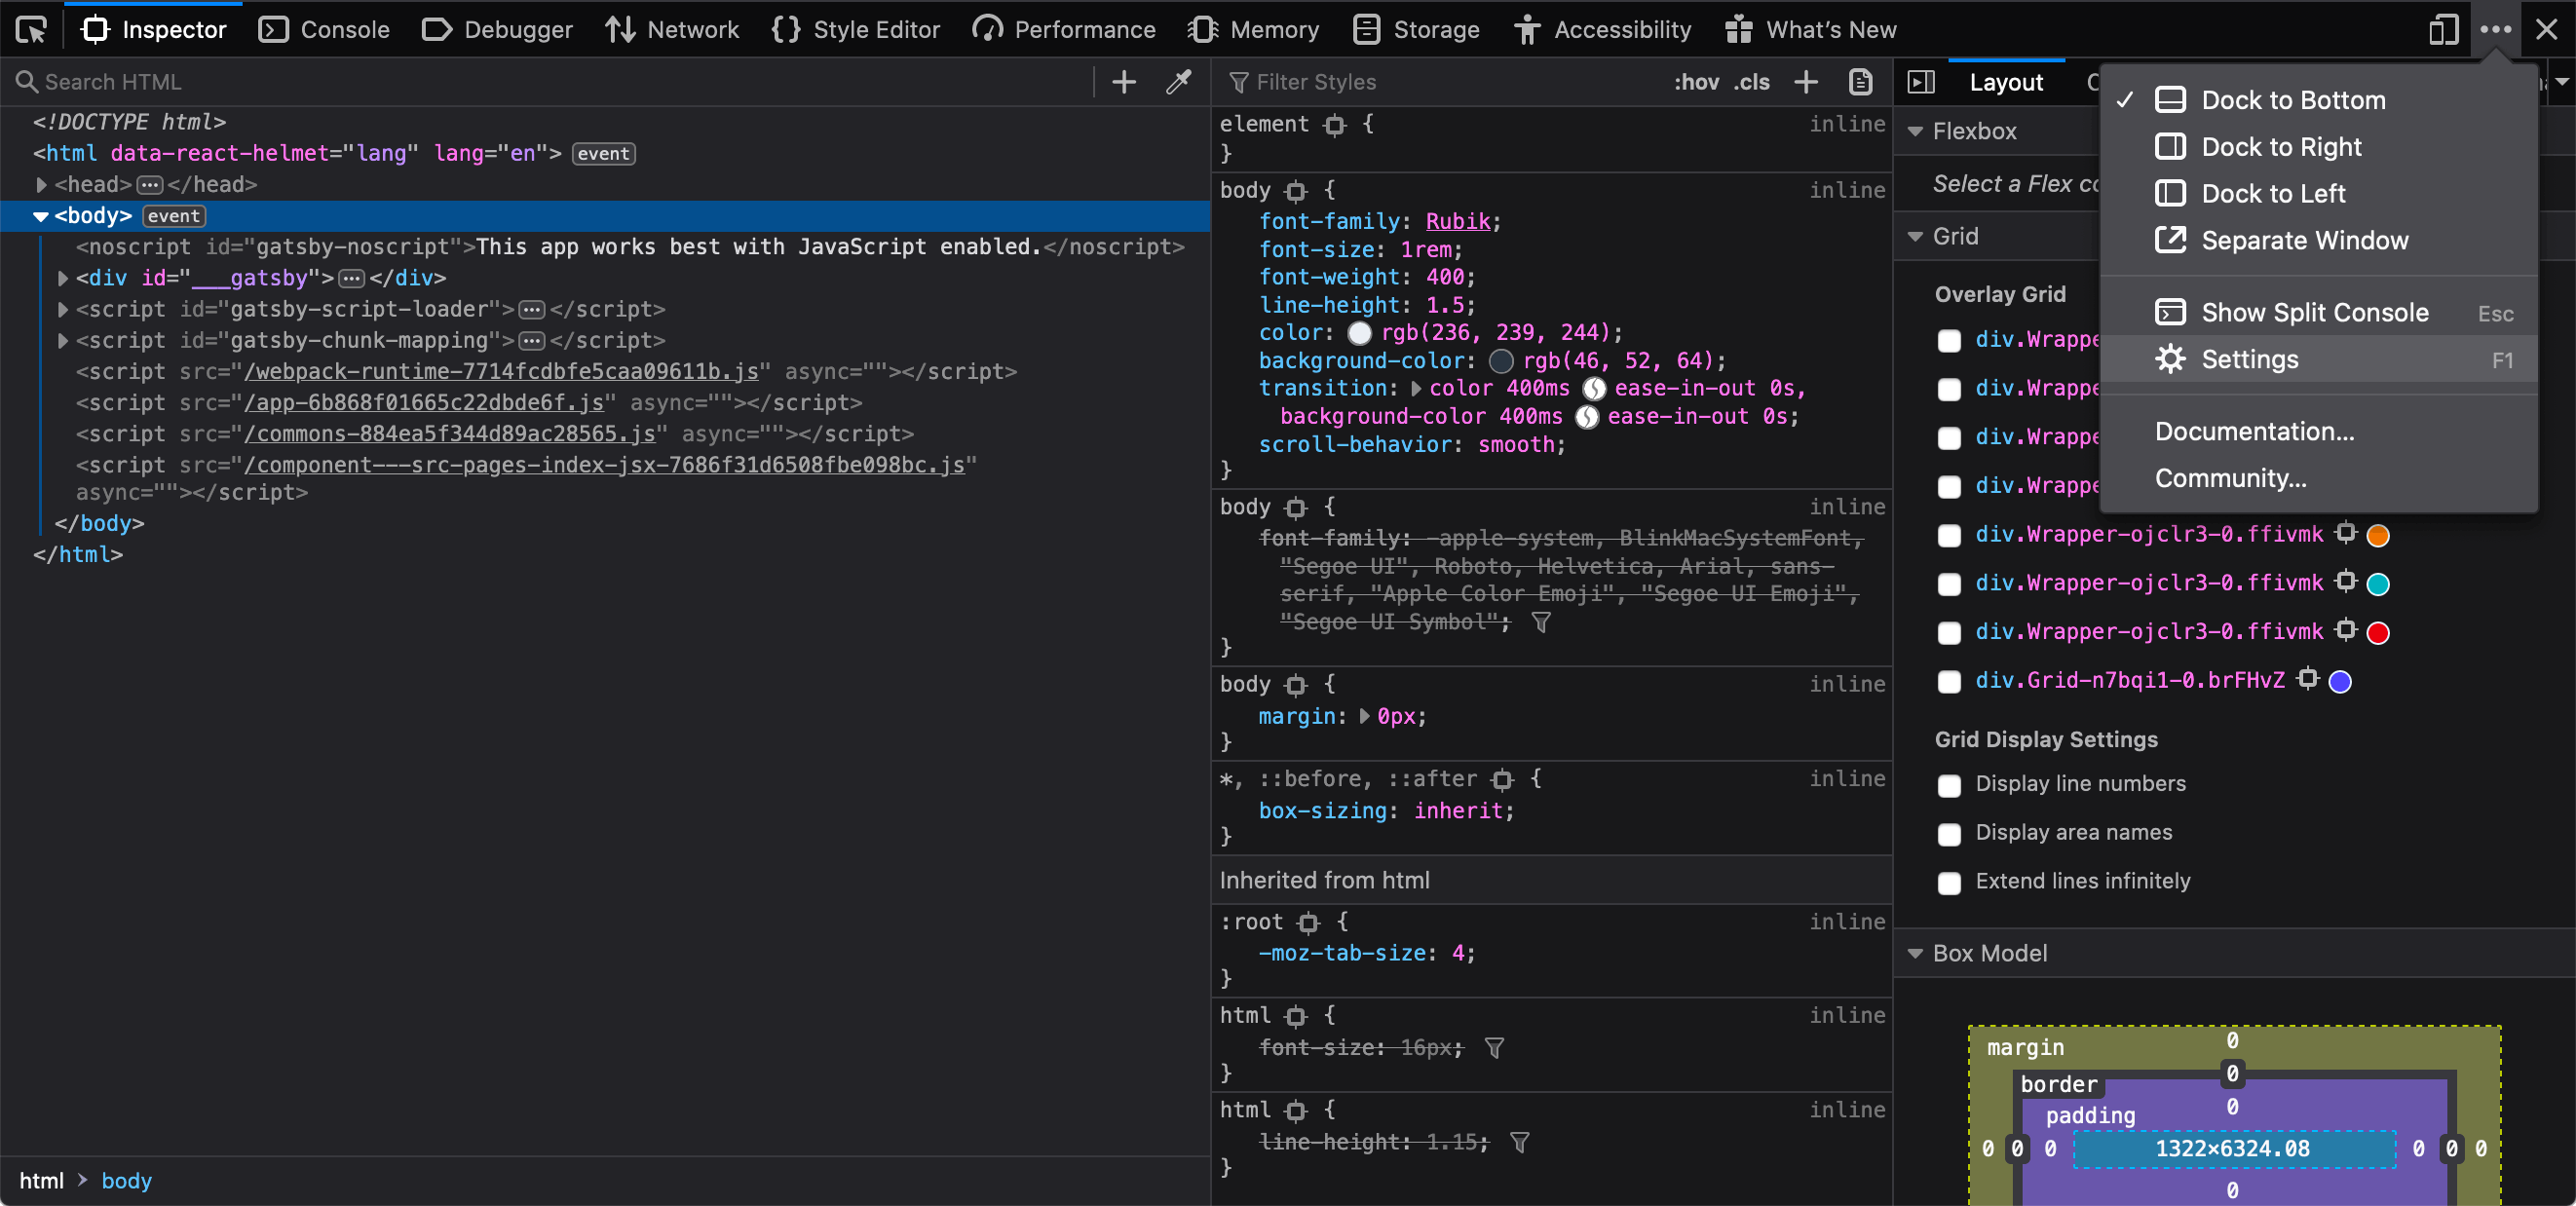 Inspector
Console
Debugger
Network
Style Editor
Performance
Memory
Storage
Accessibility
What's New
Search HTML
<!DOCTYPE html>
<html data-react-helmet="lang" lang="en"> event
<head>⋯</head>
<body> event
<noscript id="gatsby-noscript">This app works best with JavaScript enabled.</noscript>
<div id="___gatsby">⋯</div>
<script id="gatsby-script-loader">⋯</script>
<script id="gatsby-chunk-mapping">⋯</script>
<script src="/webpack-runtime-7714fcdbfe5caa09611b.js" async=""></script>
<script src="/app-6b868f01665c22dbde6f.js" async=""></script>
<script src="/commons-884ea5f344d89ac28565.js" async=""></script>
<script src="/component---src-pages-index-jsx-7686f31d6508fbe098bc.js"
async=""></script>
</body>
</html>
html > body
Filter Styles
:hov .cls +
element { inline
}
body { inline
font-family: Rubik;
font-size: 1rem;
font-weight: 400;
line-height: 1.5;
color: rgb(236, 239, 244);
background-color: rgb(46, 52, 64);
transition: color 400ms ease-in-out 0s,
background-color 400ms ease-in-out 0s;
scroll-behavior: smooth;
}
body { inline
font-family: -apple-system, BlinkMacSystemFont,
"Segoe UI", Roboto, Helvetica, Arial, sans-
serif, "Apple Color Emoji", "Segoe UI Emoji",
"Segoe UI Symbol";
}
body { inline
margin: 0px;
}
*, ::before, ::after { inline
box-sizing: inherit;
}
Inherited from html
:root { inline
-moz-tab-size: 4;
}
html { inline
font-size: 16px;
}
html { inline
line-height: 1.15;
}
Layout
Flexbox
Select a Flex
Grid
Overlay Grid
div.Wrappe
div.Wrappe
div.Wrappe
div.Wrappe
div.Wrapper-ojclr3-0.ffivmk
div.Wrapper-ojclr3-0.ffivmk
div.Wrapper-ojclr3-0.ffivmk
div.Grid-n7bqi1-0.brFHvZ
Grid Display Settings
Display line numbers
Display area names
Extend lines infinitely
Box Model
margin 0
border 0
padding 0
0 0 0 1322×6324.08 0 0 0
0
Dock to Bottom
Dock to Right
Dock to Left
Separate Window
Show Split Console Esc
Settings F1
Documentation...
Community...